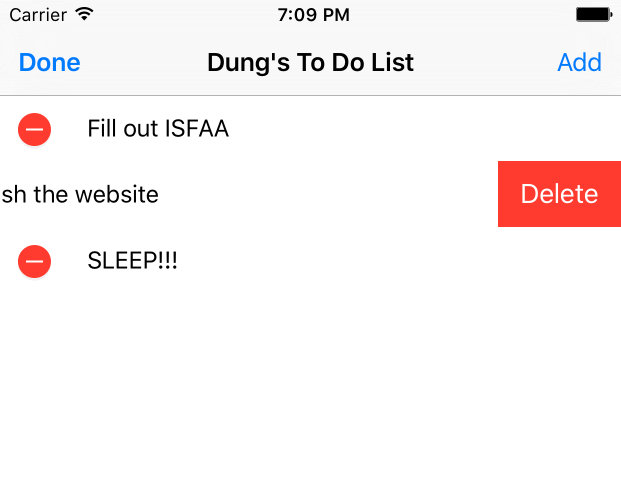 Carrier 7:09 PM
Done Dung's To Do List Add
Fill out ISFAA
sh the website Delete
SLEEP!!!